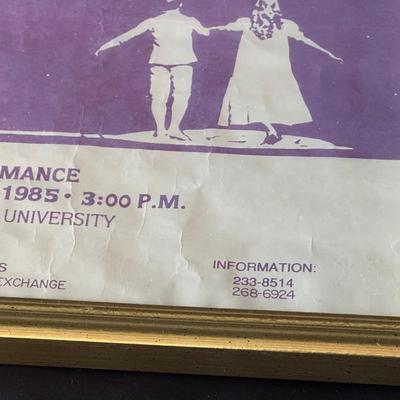 MANCE
1985 • 3:00 P.M.
UNIVERSITY
S
EXCHANGE
INFORMATION:
233-8514
268-6924